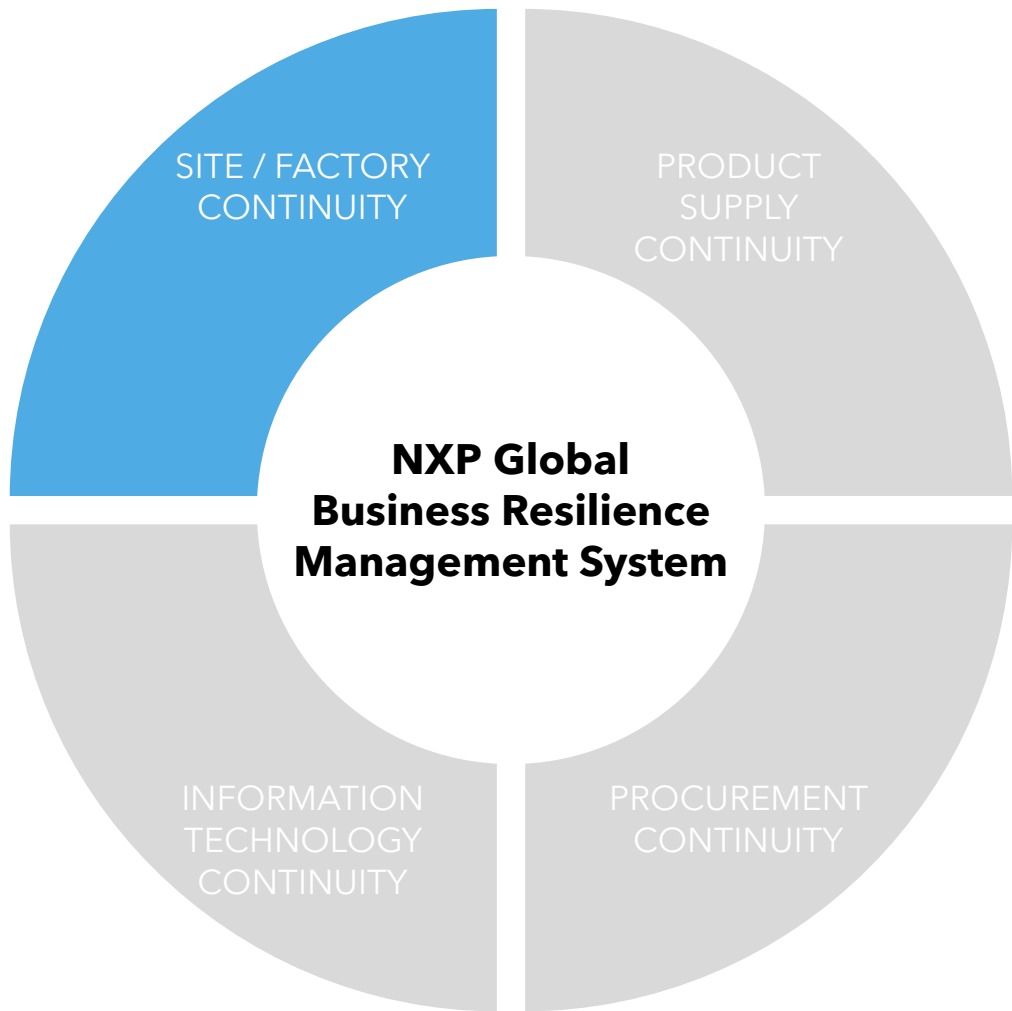 SITE / FACTORY
CONTINUITY
PRODUCT
SUPPLY
CONTINUITY
NXP Global
Business Resilience
Management System
INFORMATION
TECHNOLOGY
CONTINUITY
PROCUREMENT
CONTINUITY